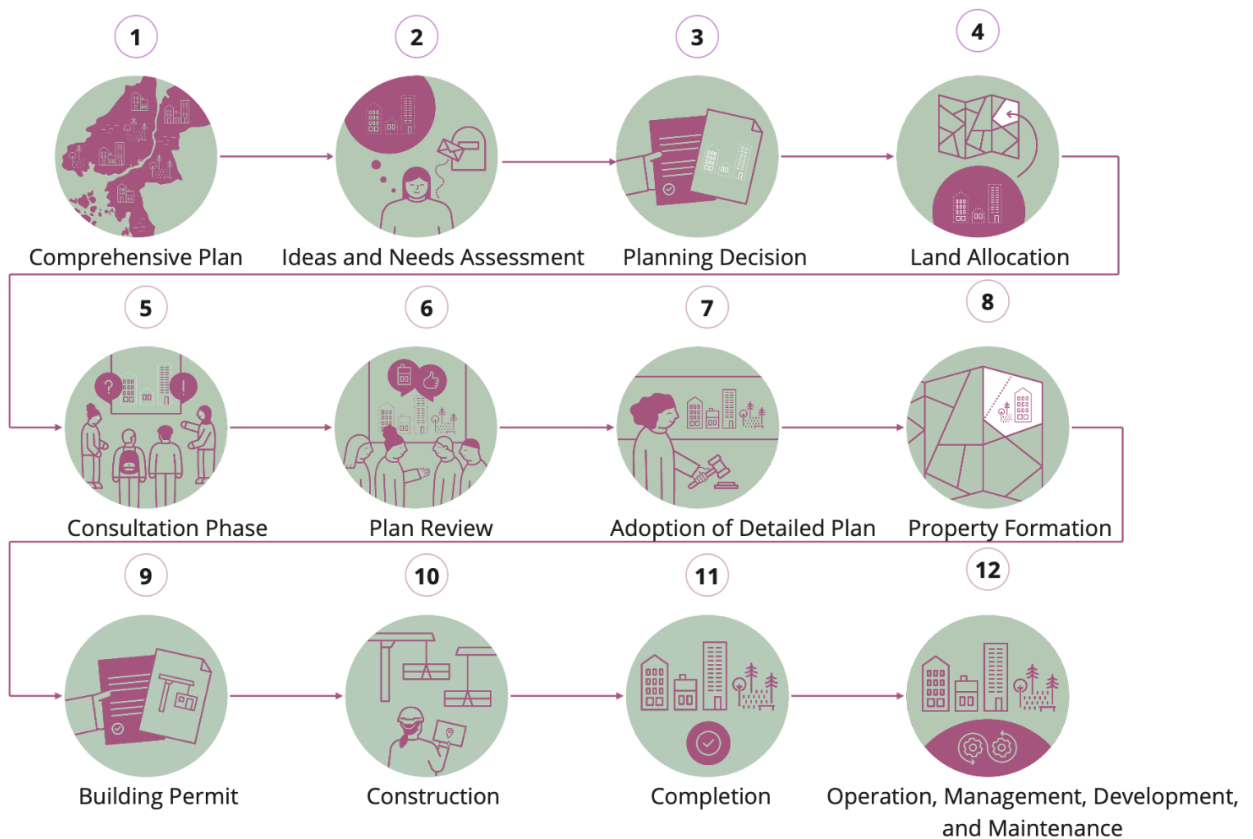 1
2
3
4
Comprehensive Plan
Ideas and Needs Assessment
Planning Decision
Land Allocation
5
6
7
8
?
!
Consultation Phase
Plan Review
Adoption of Detailed Plan
Property Formation
9
10
11
12
Building Permit
Construction
Completion
Operation, Management, Development,
and Maintenance